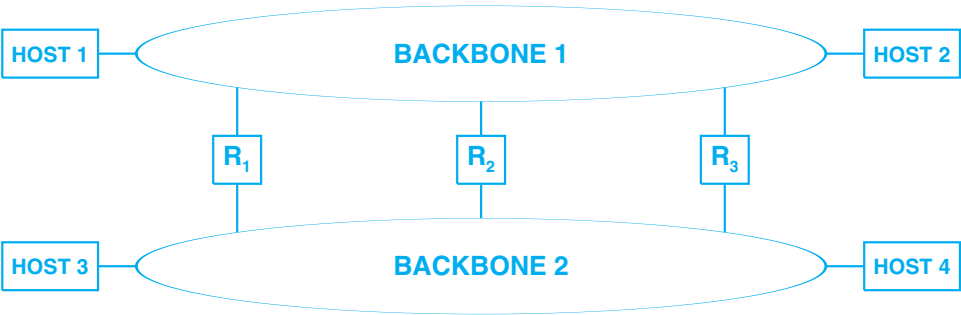 HOST 1
BACKBONE 1
HOST 2
R1
R2
R3
HOST 3
BACKBONE 2
HOST 4